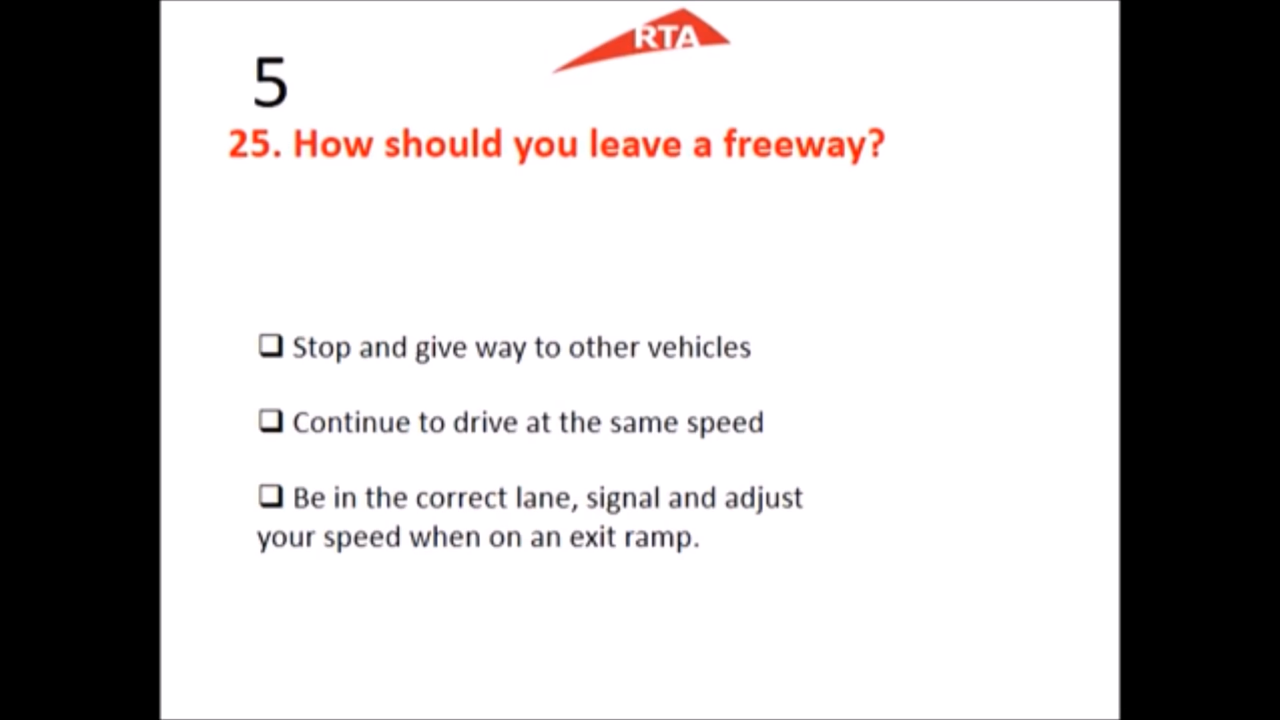 RTA
5
25. How should you leave a freeway?
❑ Stop and give way to other vehicles
❑ Continue to drive at the same speed
❑ Be in the correct lane, signal and adjust
your speed when on an exit ramp.